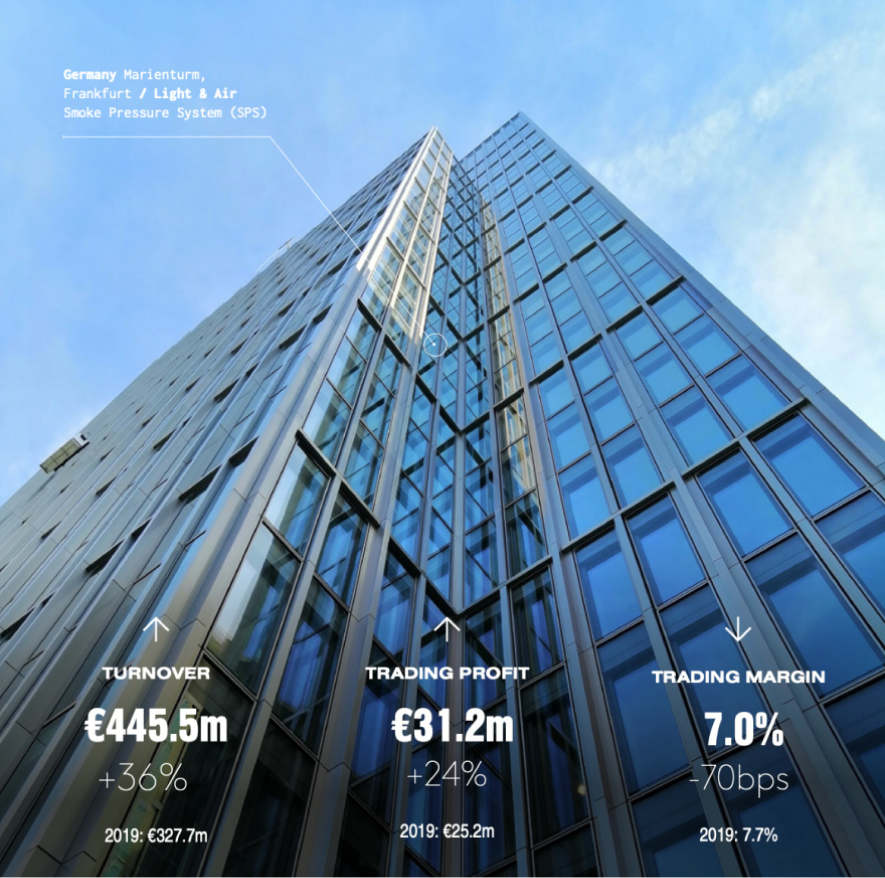 Germany Marienturm,
Frankfurt / Light & Air
Smoke Pressure System (SPS)
TURNOVER
€445.5m
+36%
2019: €327.7m
TRADING PROFIT
€31.2m
+24%
2019: €25.2m
TRADING MARGIN
7.0%
-70bps
2019: 7.7%